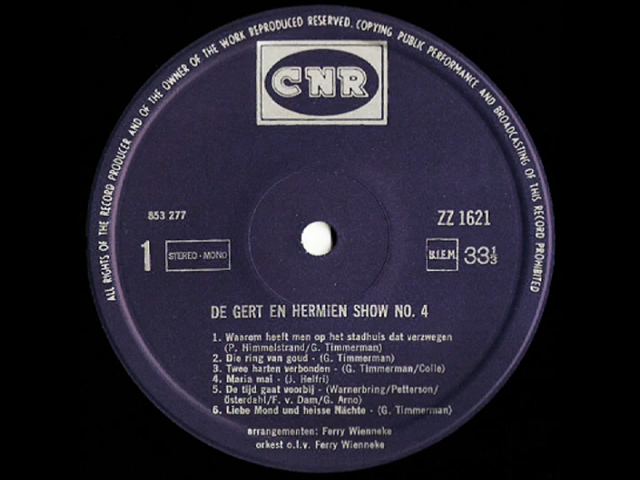 ALL RIGHTS OF THE RECORD PRODUCER AND OF THE OWNER OF THE WORK REPRODUCED RESERVED. COPYING, PUBLIC PERFORMANCE AND BROADCASTING OF THIS RECORD PROHIBITED
CNR
853 277
ZZ 1621
1 STEREO - MONO
B.I.E.M. 33⅓
DE GERT EN HERMIEN SHOW NO. 4
1. Waarom heeft men op het stadhuis dat verzwegen
(P. Himmelstrand/G. Timmerman)
2. Die ring van goud - (G. Timmerman)
3. Twee harten verbonden - (G. Timmerman/Colle)
4. Maria mai - (J. Helfri)
5. De tijd gaat voorbij - (Warnerbring/Petterson/
Österdahl/F. v. Dam/G. Arno)
6. Liebe Mond und heisse Nächte - (G. Timmerman)
arrangementen: Ferry Wienneke
orkest o.l.v. Ferry Wienneke